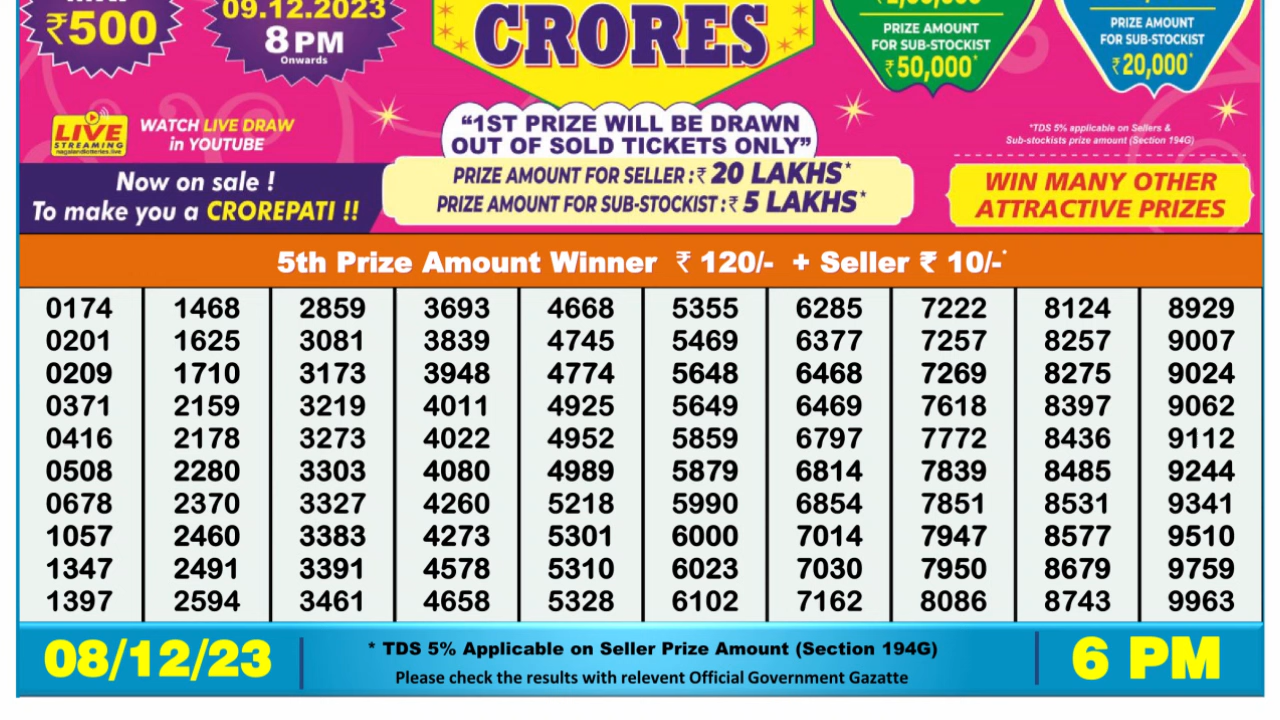 ₹500
09.12.2023
8 PM
Onwards
CRORES
PRIZE AMOUNT
FOR SUB-STOCKIST
₹50,000*
PRIZE AMOUNT
FOR SUB-STOCKIST
₹20,000*
LIVE
STREAMING
nagalandlotteries.live
WATCH LIVE DRAW
in YOUTUBE
“1ST PRIZE WILL BE DRAWN
OUT OF SOLD TICKETS ONLY”
*TDS 5% applicable on Sellers &
Sub-stockists prize amount (Section 194G)
Now on sale !
To make you a CROREPATI !!
PRIZE AMOUNT FOR SELLER :₹ 20 LAKHS*
PRIZE AMOUNT FOR SUB-STOCKIST :₹ 5 LAKHS*
WIN MANY OTHER
ATTRACTIVE PRIZES
5th Prize Amount Winner ₹ 120/- + Seller ₹ 10/-*
0174 1468 2859 3693 4668 5355 6285 7222 8124 8929
0201 1625 3081 3839 4745 5469 6377 7257 8257 9007
0209 1710 3173 3948 4774 5648 6468 7269 8275 9024
0371 2159 3219 4011 4925 5649 6469 7618 8397 9062
0416 2178 3273 4022 4952 5859 6797 7772 8436 9112
0508 2280 3303 4080 4989 5879 6814 7839 8485 9244
0678 2370 3327 4260 5218 5990 6854 7851 8531 9341
1057 2460 3383 4273 5301 6000 7014 7947 8577 9510
1347 2491 3391 4578 5310 6023 7030 7950 8679 9759
1397 2594 3461 4658 5328 6102 7162 8086 8743 9963
08/12/23
* TDS 5% Applicable on Seller Prize Amount (Section 194G)
Please check the results with relevent Official Government Gazatte
6 PM